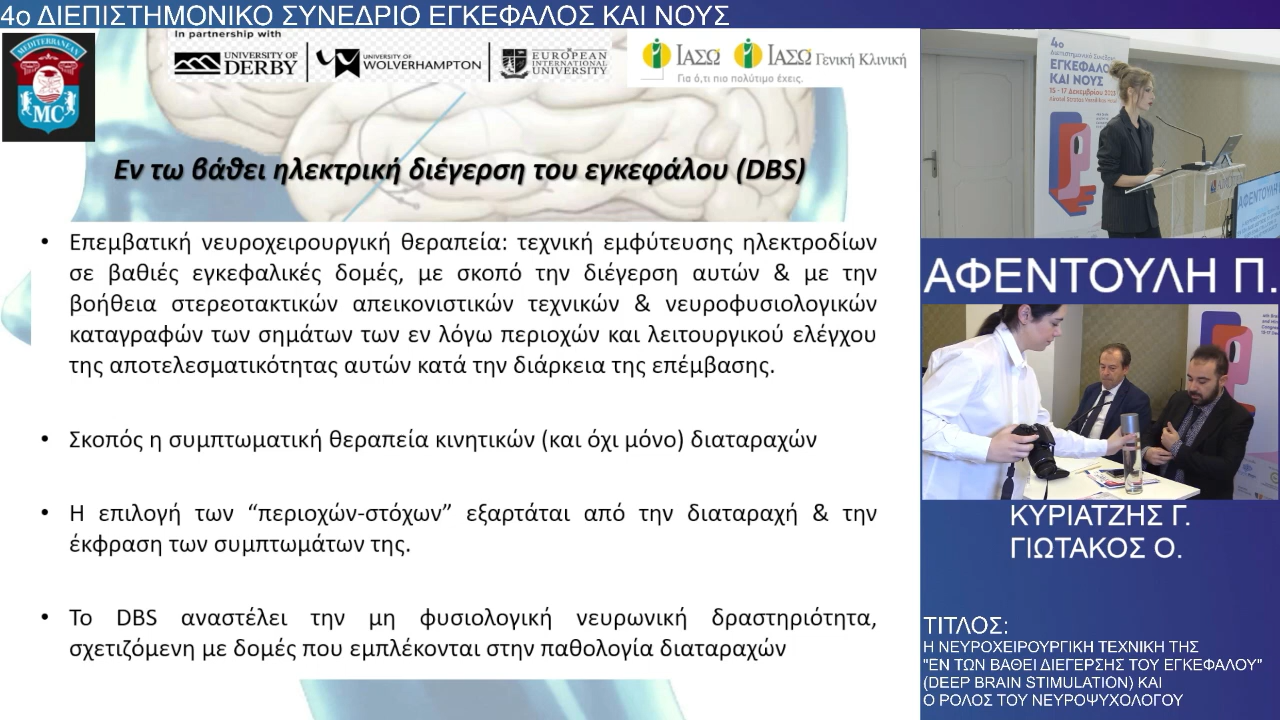 4ο ΔΙΕΠΙΣΤΗΜΟΝΙΚΟ ΣΥΝΕΔΡΙΟ ΕΓΚΕΦΑΛΟΣ ΚΑΙ ΝΟΥΣ
MEDITERRANEAN
MC
In partnership with
UNIVERSITY OF
DERBY
UNIVERSITY OF
WOLVERHAMPTON
EUROPEAN
INTERNATIONAL
UNIVERSITY
ΙΑΣΩ
ΙΑΣΩ Γενική Κλινική
Για ό,τι πιο πολύτιμο έχεις.
Εν τω βάθει ηλεκτρική διέγερση του εγκεφάλου (DBS)
• Επεμβατική νευροχειρουργική θεραπεία: τεχνική εμφύτευσης ηλεκτροδίων
σε βαθιές εγκεφαλικές δομές, με σκοπό την διέγερση αυτών & με την
βοήθεια στερεοτακτικών απεικονιστικών τεχνικών & νευροφυσιολογικών
καταγραφών των σημάτων των εν λόγω περιοχών και λειτουργικού ελέγχου
της αποτελεσματικότητας αυτών κατά την διάρκεια της επέμβασης.
• Σκοπός η συμπτωματική θεραπεία κινητικών (και όχι μόνο) διαταραχών
• Η επιλογή των “περιοχών-στόχων” εξαρτάται από την διαταραχή & την
έκφραση των συμπτωμάτων της.
• Το DBS αναστέλει την μη φυσιολογική νευρωνική δραστηριότητα,
σχετιζόμενη με δομές που εμπλέκονται στην παθολογία διαταραχών
4ο
Διεπιστημονικό Συνέδριο
ΕΓΚΕΦΑΛΟΣ
ΚΑΙ ΝΟΥΣ
15 - 17 Δεκεμβρίου
ΑΦΕΝΤΟΥΛΗ Π.
ΚΥΡΙΑΤΖΗΣ Γ.
ΓΙΩΤΑΚΟΣ Ο.
ΤΙΤΛΟΣ:
Η ΝΕΥΡΟΧΕΙΡΟΥΡΓΙΚΗ ΤΕΧΝΙΚΗ ΤΗΣ
"ΕΝ ΤΩΝ ΒΑΘΕΙ ΔΙΕΓΕΡΣΗΣ ΤΟΥ ΕΓΚΕΦΑΛΟΥ"
(DEEP BRAIN STIMULATION) ΚΑΙ
Ο ΡΟΛΟΣ ΤΟΥ ΝΕΥΡΟΨΥΧΟΛΟΓΟΥ